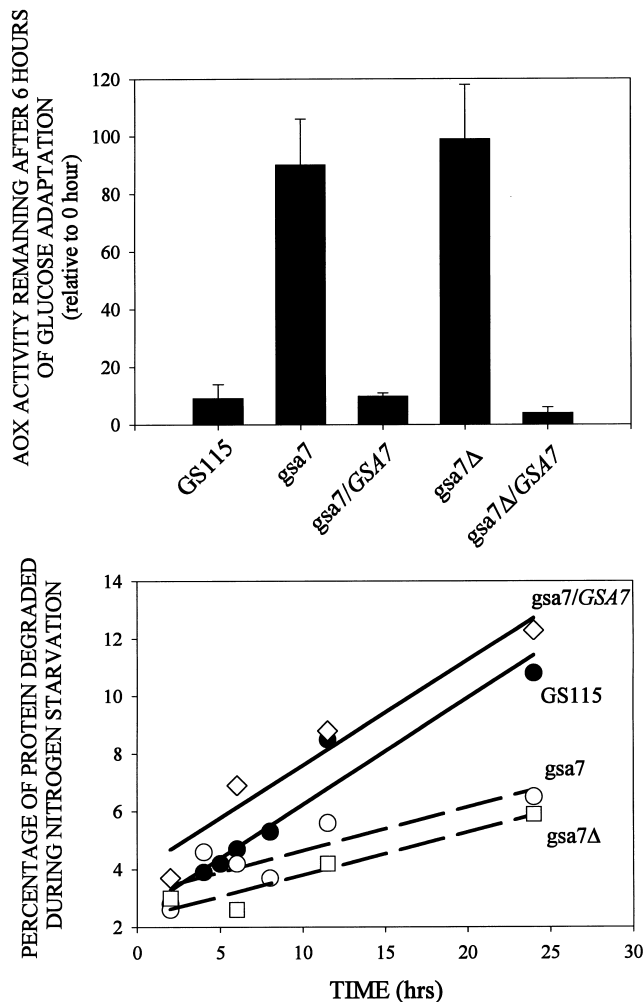 AOX ACTIVITY REMAINING AFTER 6 HOURS
OF GLUCOSE ADAPTATION
(relative to 0 hour)
120
100
80
60
40
20
0
GS115
gsa7
gsa7/GSA7
gsa7Δ
gsa7Δ/GSA7
PERCENTAGE OF PROTEIN DEGRADED
DURING NITROGEN STARVATION
14
12
10
8
6
4
2
gsa7/GSA7
GS115
gsa7
gsa7Δ
0 5 10 15 20 25 30
TIME (hrs)